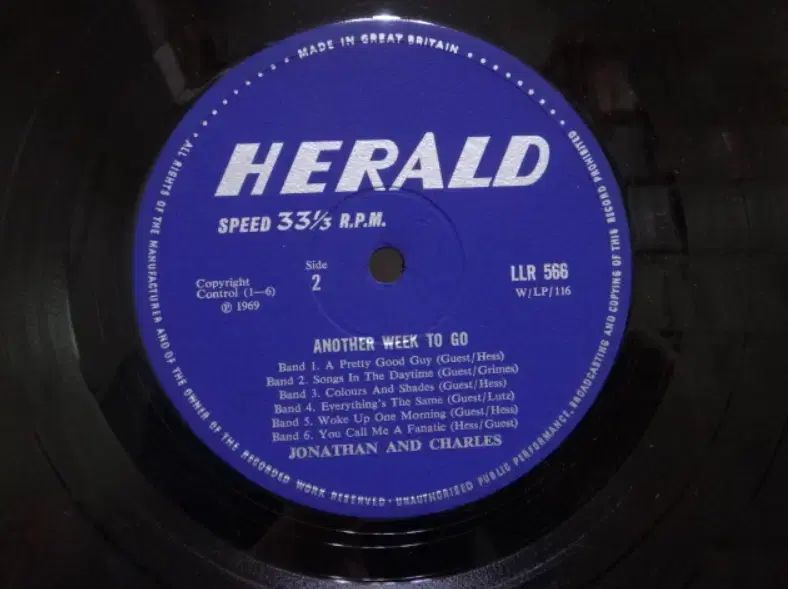 MADE IN GREAT BRITAIN
HERALD
SPEED 33⅓ R.P.M.
Side
2
Copyright
Control (1—6)
℗ 1969
LLR 566
W/LP/116
ANOTHER WEEK TO GO
Band 1. A Pretty Good Guy (Guest/Hess)
Band 2. Songs In The Daytime (Guest/Grimes)
Band 3. Colours And Shades (Guest/Hess)
Band 4. Everything's The Same (Guest/Lutz)
Band 5. Woke Up One Morning (Guest/Hess)
Band 6. You Call Me A Fanatic (Hess/Guest)
JONATHAN AND CHARLES
ALL RIGHTS OF THE MANUFACTURER AND OF THE OWNER OF THE RECORDED WORK RESERVED · UNAUTHORISED PUBLIC PERFORMANCE, BROADCASTING AND COPYING OF THIS RECORD PROHIBITED